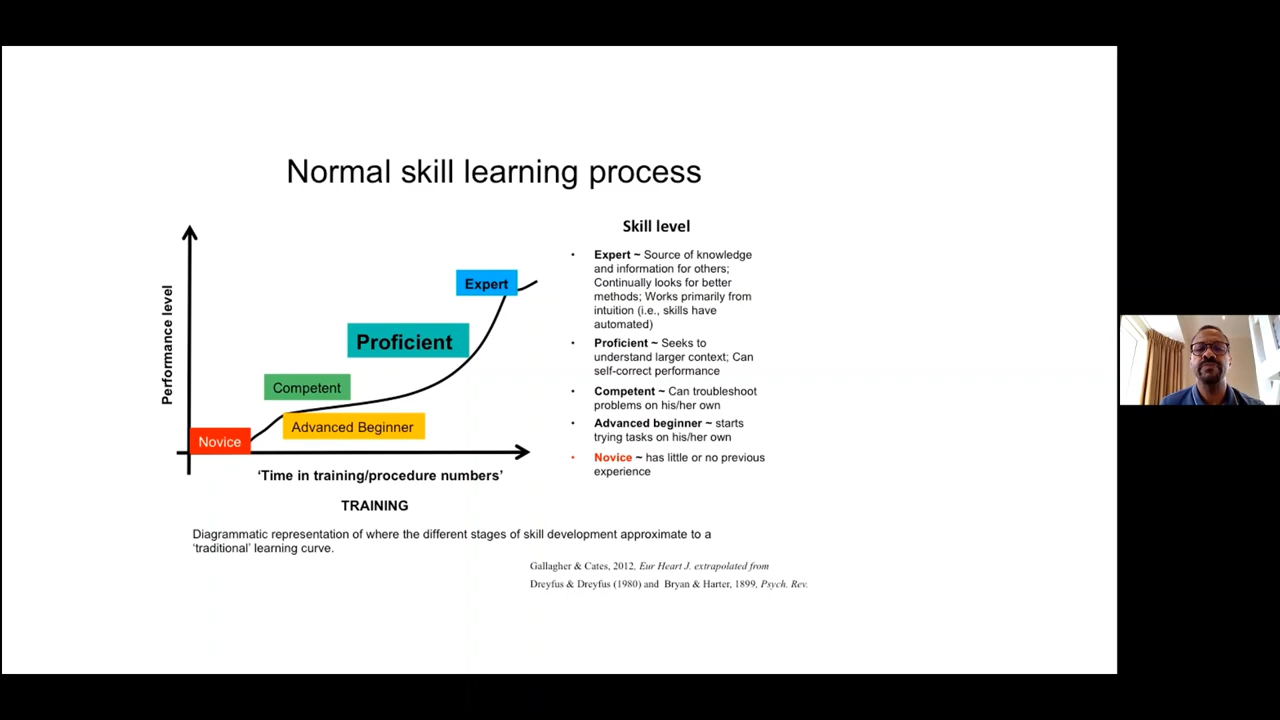 Normal skill learning process
Performance level
Expert
Proficient
Competent
Advanced Beginner
Novice
‘Time in training/procedure numbers’
TRAINING
Skill level
• Expert ~ Source of knowledge
and information for others;
Continually looks for better
methods; Works primarily from
intuition (i.e., skills have
automated)
• Proficient ~ Seeks to
understand larger context; Can
self-correct performance
• Competent ~ Can troubleshoot
problems on his/her own
• Advanced beginner ~ starts
trying tasks on his/her own
• Novice ~ has little or no previous
experience
Diagrammatic representation of where the different stages of skill development approximate to a
‘traditional’ learning curve.
Gallagher & Cates, 2012, Eur Heart J. extrapolated from
Dreyfus & Dreyfus (1980) and Bryan & Harter, 1899, Psych. Rev.